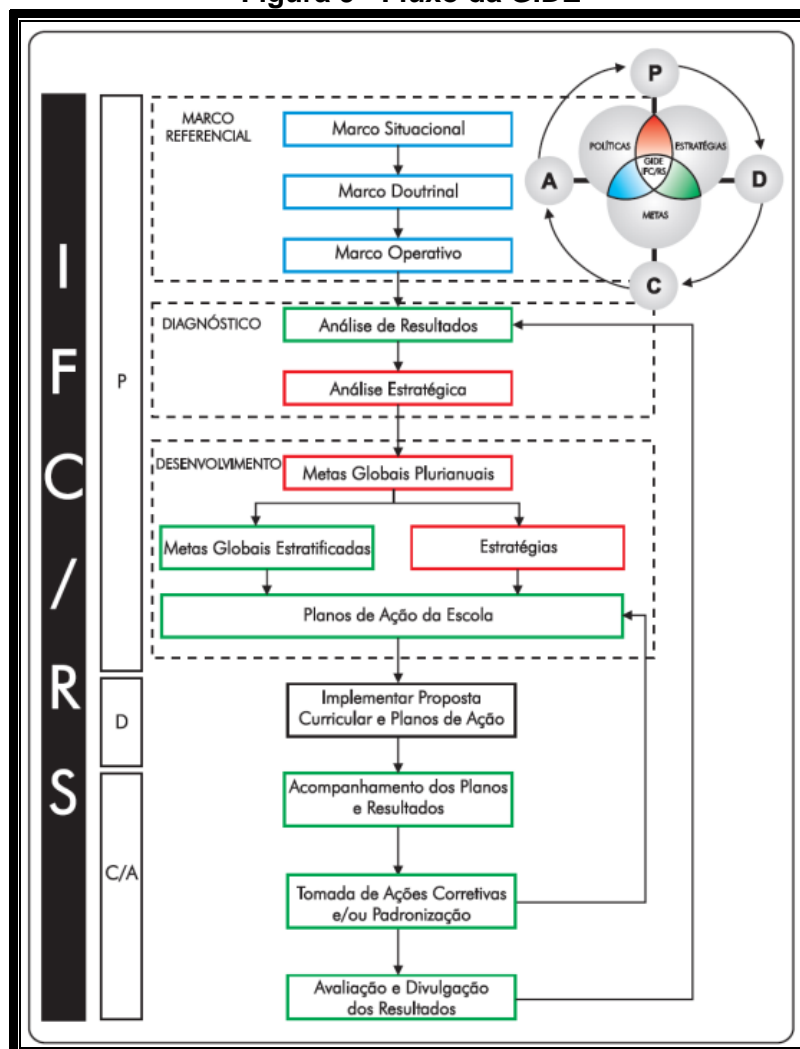 Figura 3 - Fluxo da GIDE
I
F
C
/
R
S
P
D
C/A
MARCO
REFERENCIAL
Marco Situacional
Marco Doutrinal
Marco Operativo
DIAGNÓSTICO
Análise de Resultados
Análise Estratégica
DESENVOLVIMENTO
Metas Globais Plurianuais
Metas Globais Estratificadas
Estratégias
Planos de Ação da Escola
Implementar Proposta
Curricular e Planos de Ação
Acompanhamento dos Planos
e Resultados
Tomada de Ações Corretivas
e/ou Padronização
Avaliação e Divulgação
dos Resultados
P
POLÍTICAS
ESTRATÉGIAS
GIDE
IFC/RS
A
D
METAS
C